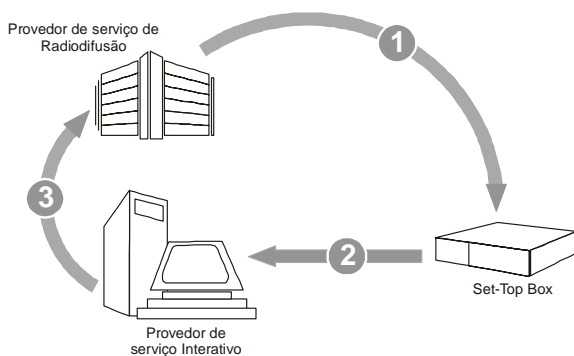 Provedor de serviço de
Radiodifusão
1
3
2
Set-Top Box
Provedor de
serviço Interativo